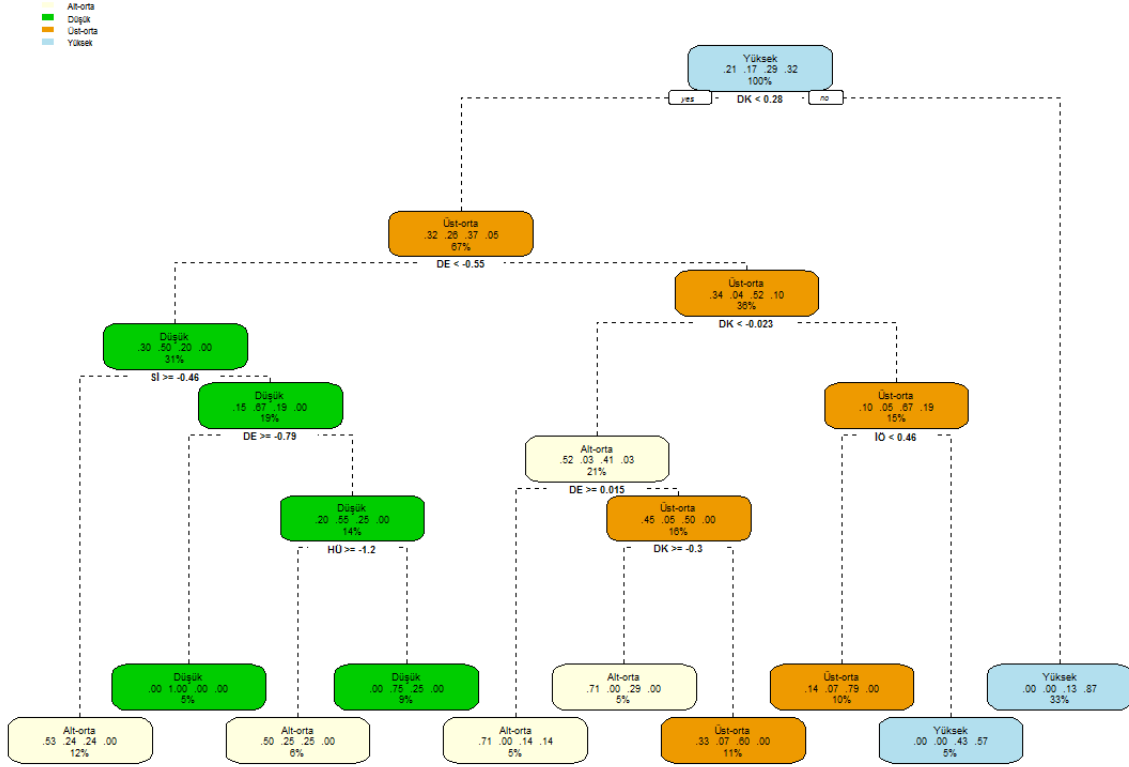 Alt-orta
Düşük
Üst-orta
Yüksek
Yüksek
.21 .17 .29 .32
100%
yes
DK < 0.28
no
Üst-orta
.32 .26 .37 .05
67%
DE < -0.55
Üst-orta
.34 .04 .52 .10
36%
DK < -0.023
Düşük
.30 .50 .20 .00
31%
Sİ >= -0.46
Düşük
.15 .67 .19 .00
19%
DE >= -0.79
Üst-orta
.10 .05 .67 .19
15%
IÖ < 0.46
Alt-orta
.52 .03 .41 .03
21%
DE >= 0.015
Düşük
.20 .55 .25 .00
14%
HÜ >= -1.2
Üst-orta
.45 .05 .50 .00
16%
DK >= -0.3
Düşük
.00 1.00 .00 .00
5%
Düşük
.00 .75 .25 .00
9%
Alt-orta
.71 .00 .29 .00
5%
Üst-orta
.14 .07 .79 .00
10%
Yüksek
.00 .00 .13 .87
33%
Alt-orta
.53 .24 .24 .00
12%
Alt-orta
.50 .25 .25 .00
6%
Alt-orta
.71 .00 .14 .14
5%
Üst-orta
.33 .07 .60 .00
11%
Yüksek
.00 .00 .43 .57
5%